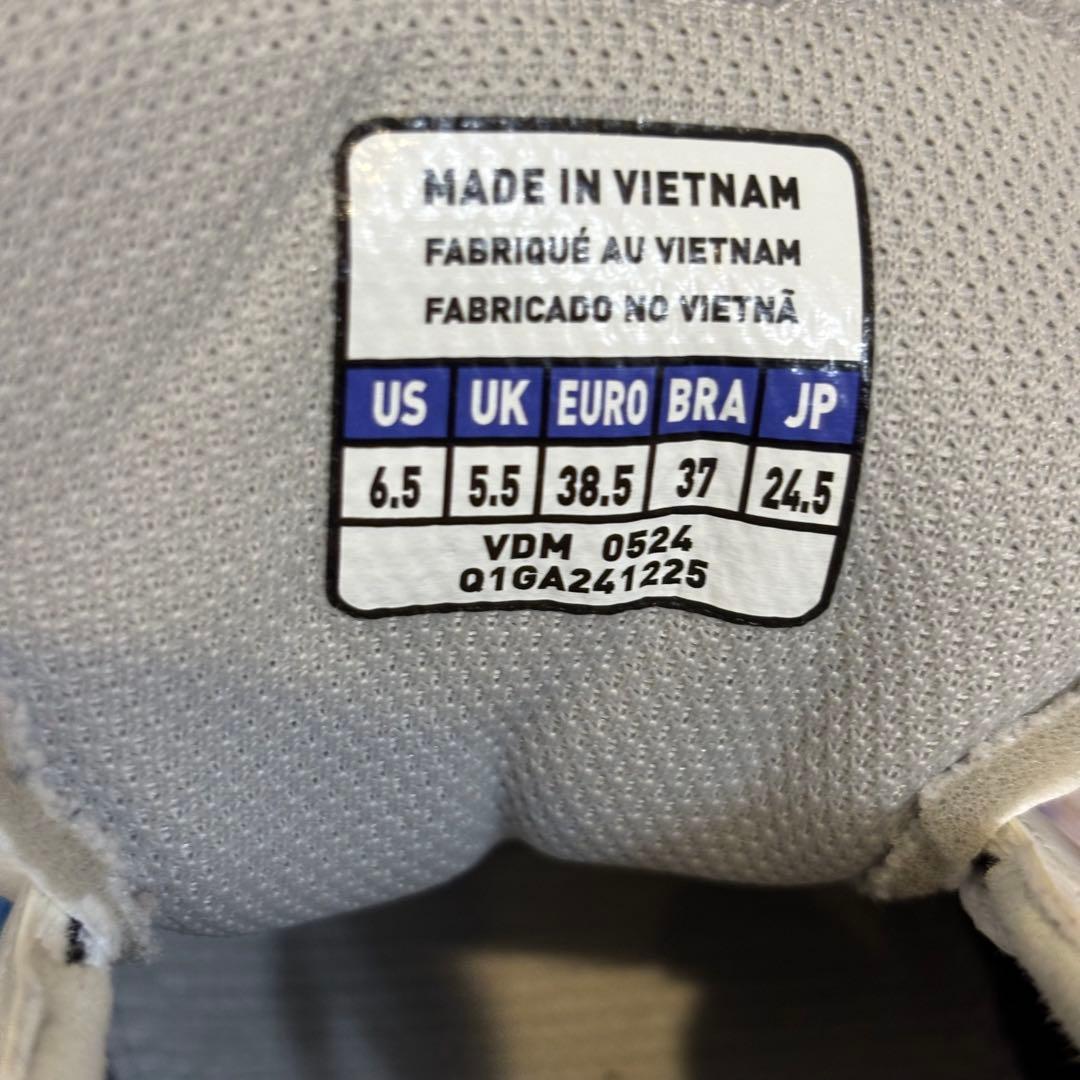 MADE IN VIETNAM
FABRIQUÉ AU VIETNAM
FABRICADO NO VIETNÃ
US UK EURO BRA JP
6.5 5.5 38.5 37 24.5
VDM 0524
Q1GA241225